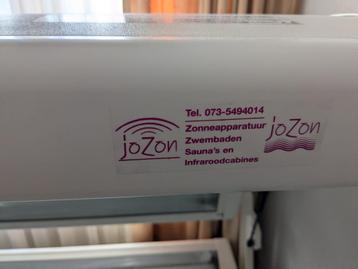 Tel. 073-5494014
joZon
Zonneapparatuur
Zwembaden
Sauna's en
Infraroodcabines
joZon